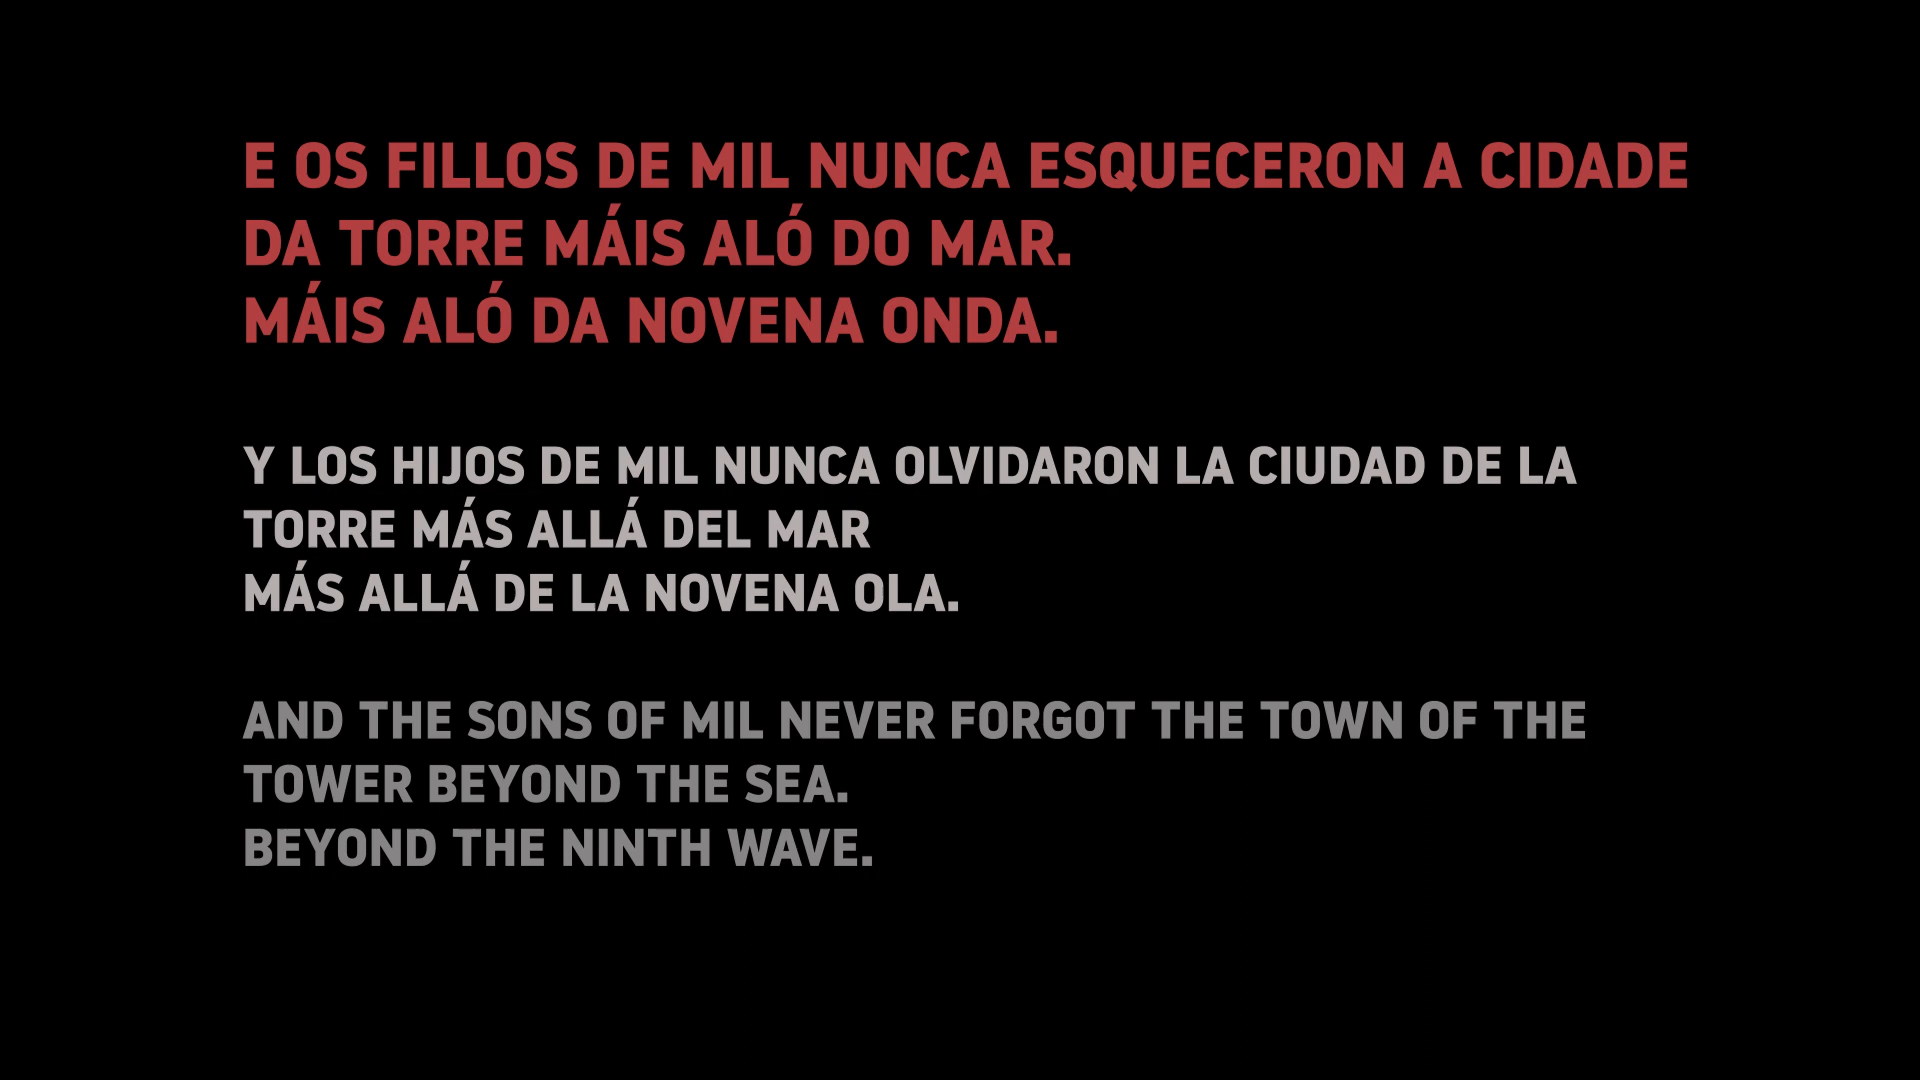 E OS FILLOS DE MIL NUNCA ESQUECERON A CIDADE
DA TORRE MÁIS ALÓ DO MAR.
MÁIS ALÓ DA NOVENA ONDA.
Y LOS HIJOS DE MIL NUNCA OLVIDARON LA CIUDAD DE LA
TORRE MÁS ALLÁ DEL MAR
MÁS ALLÁ DE LA NOVENA OLA.
AND THE SONS OF MIL NEVER FORGOT THE TOWN OF THE
TOWER BEYOND THE SEA.
BEYOND THE NINTH WAVE.